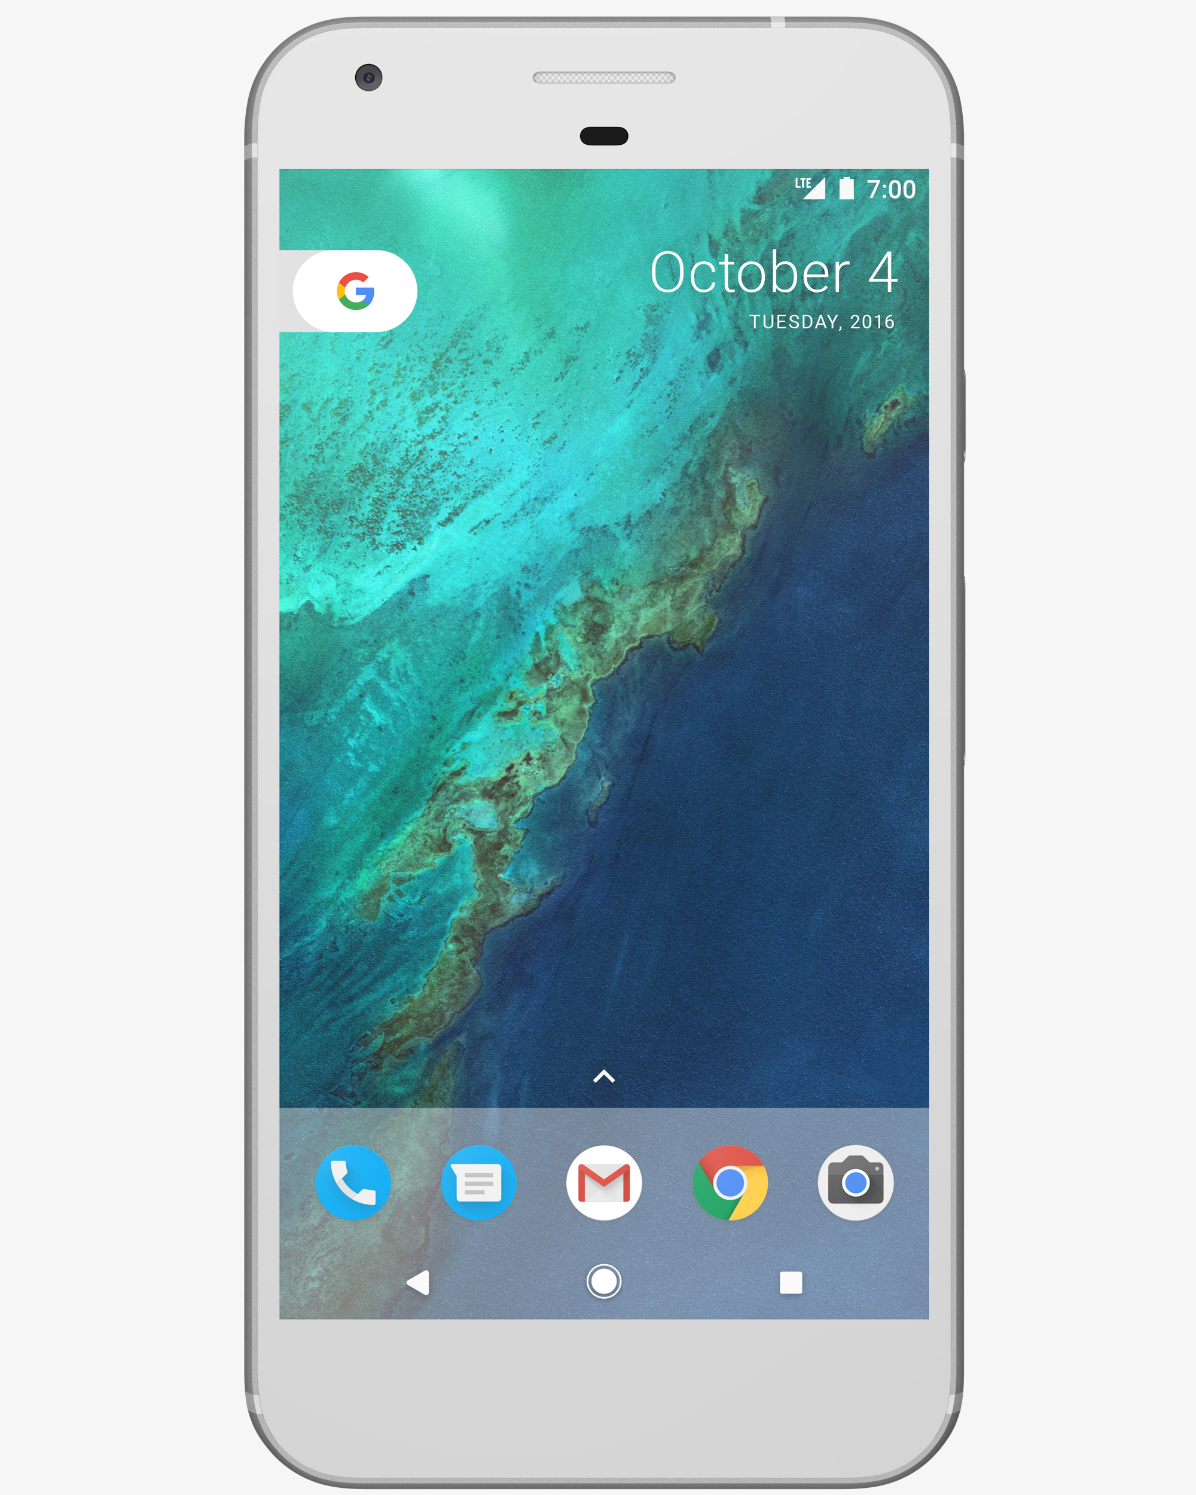 LTE 7:00
October 4
TUESDAY, 2016